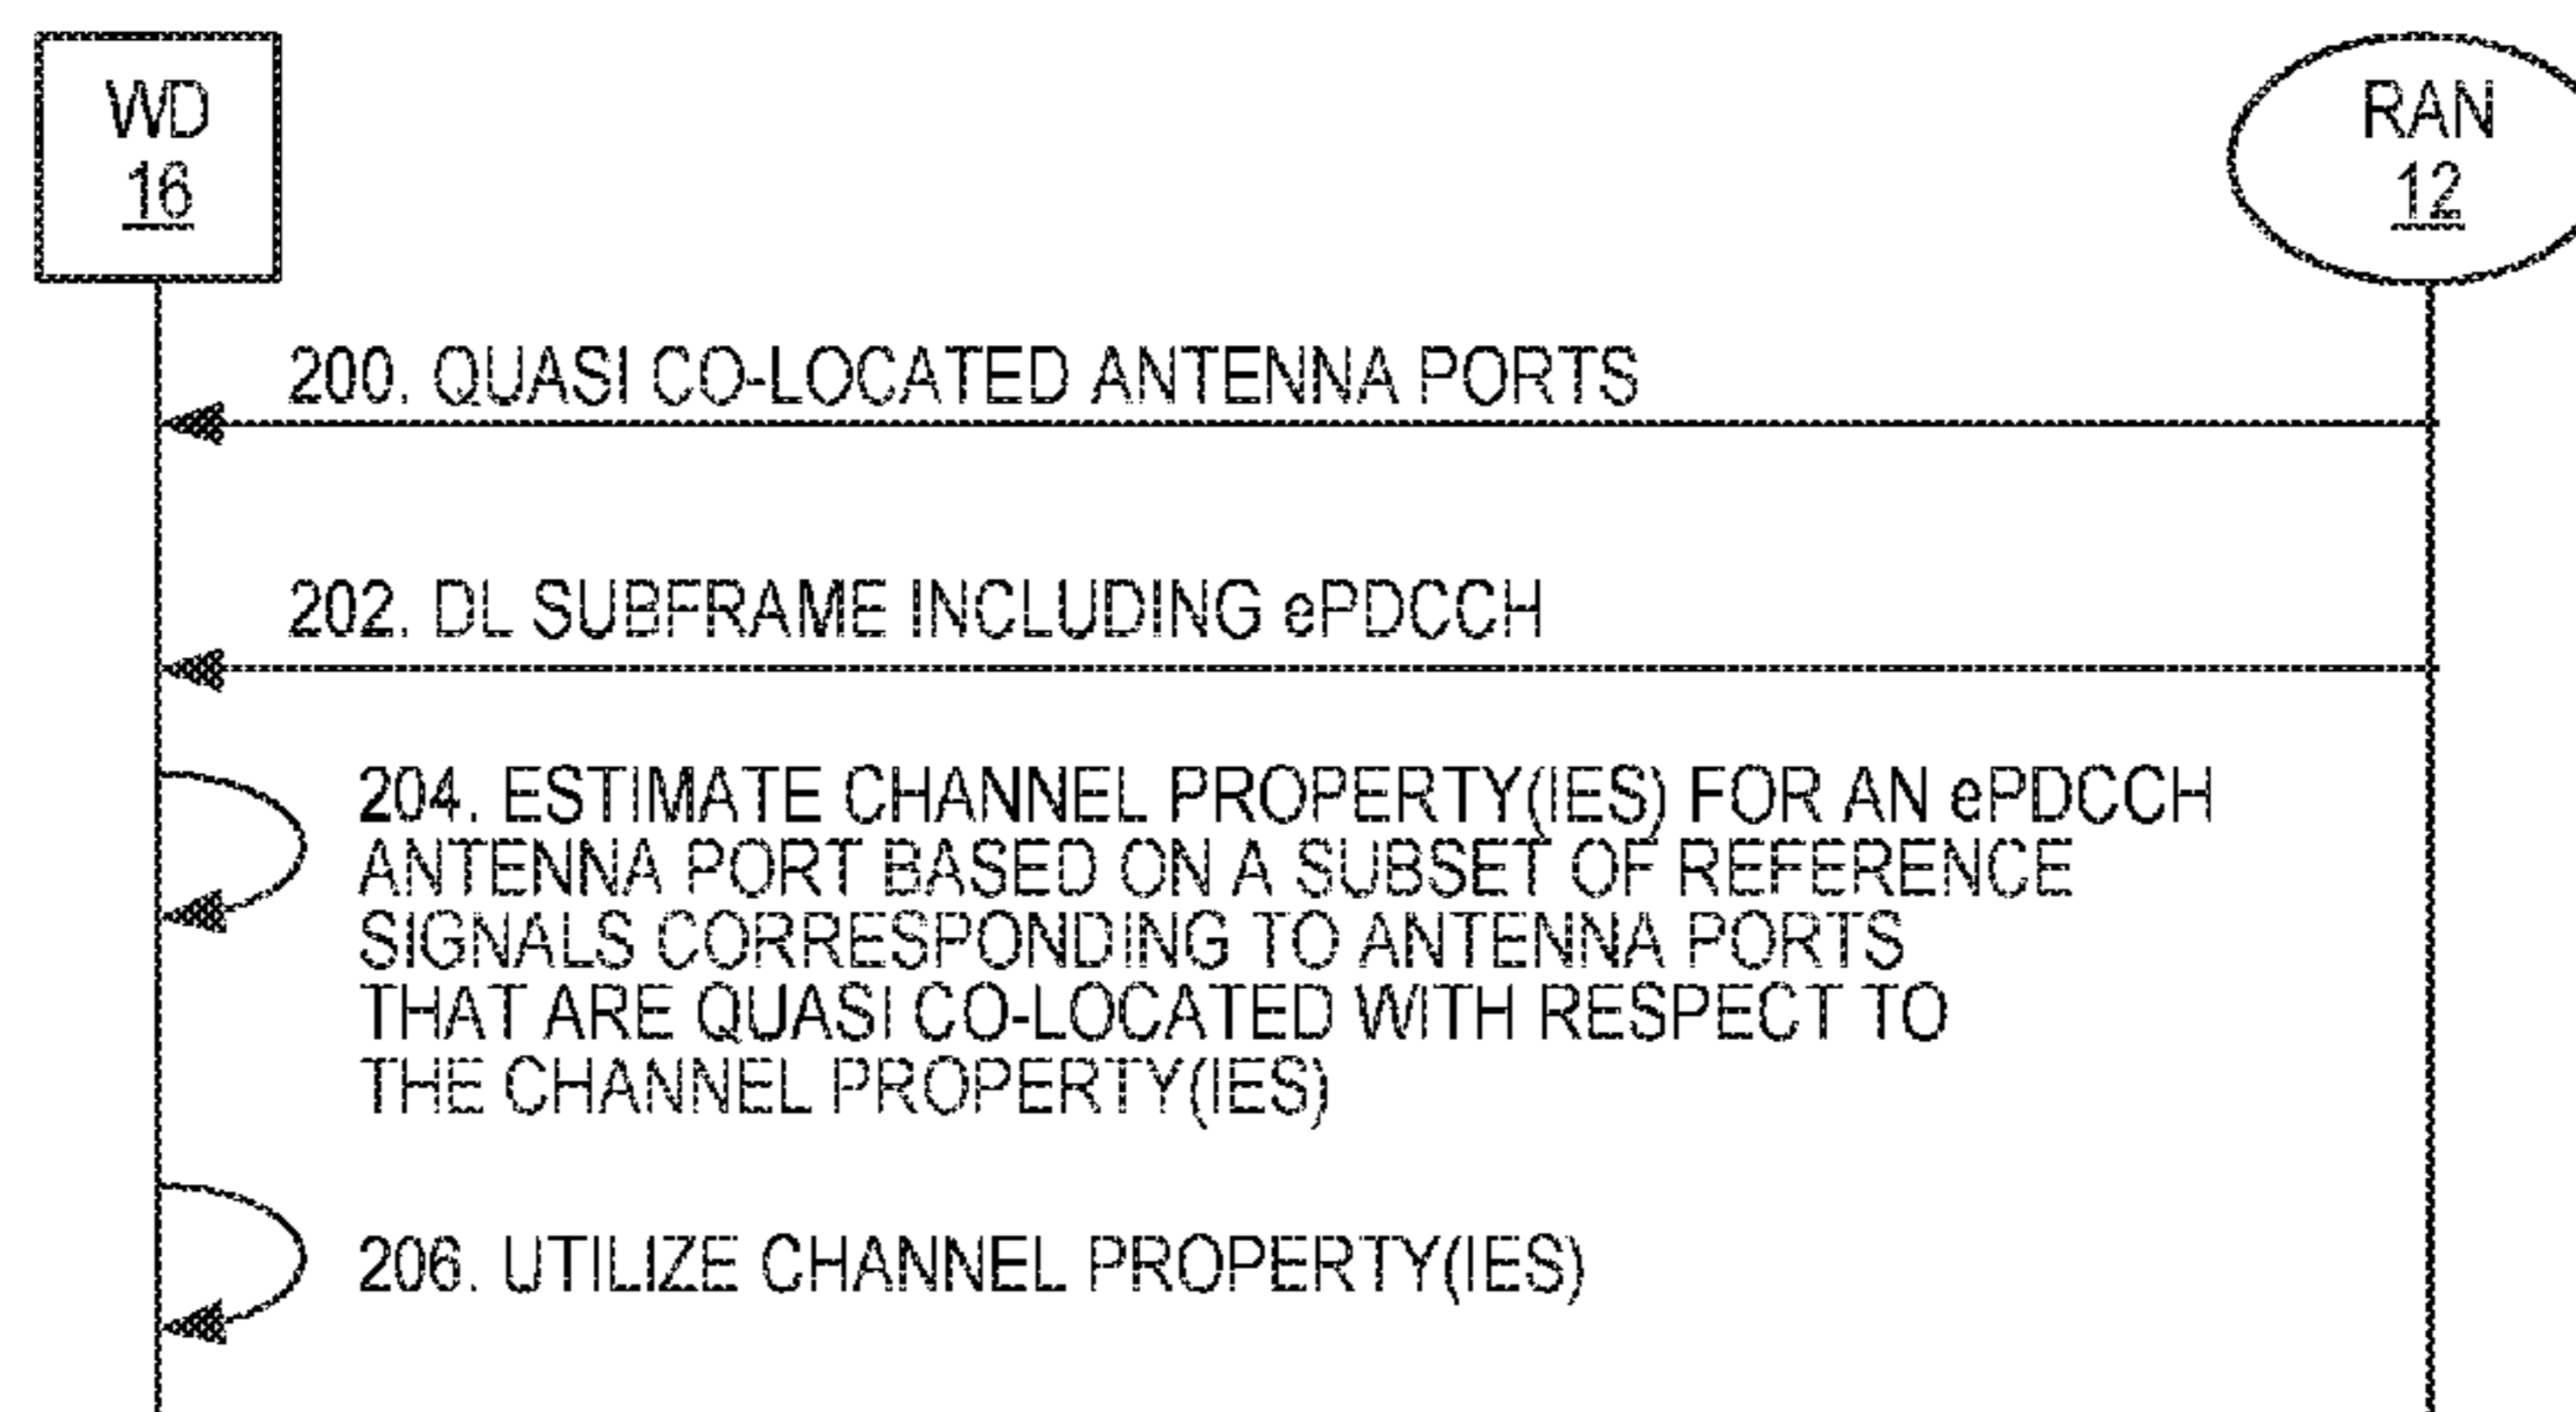 WD
16
RAN
12
200. QUASI CO-LOCATED ANTENNA PORTS
202. DL SUBFRAME INCLUDING ePDCCH
204. ESTIMATE CHANNEL PROPERTY(IES) FOR AN ePDCCH
ANTENNA PORT BASED ON A SUBSET OF REFERENCE
SIGNALS CORRESPONDING TO ANTENNA PORTS
THAT ARE QUASI CO-LOCATED WITH RESPECT TO
THE CHANNEL PROPERTY(IES)
206. UTILIZE CHANNEL PROPERTY(IES)